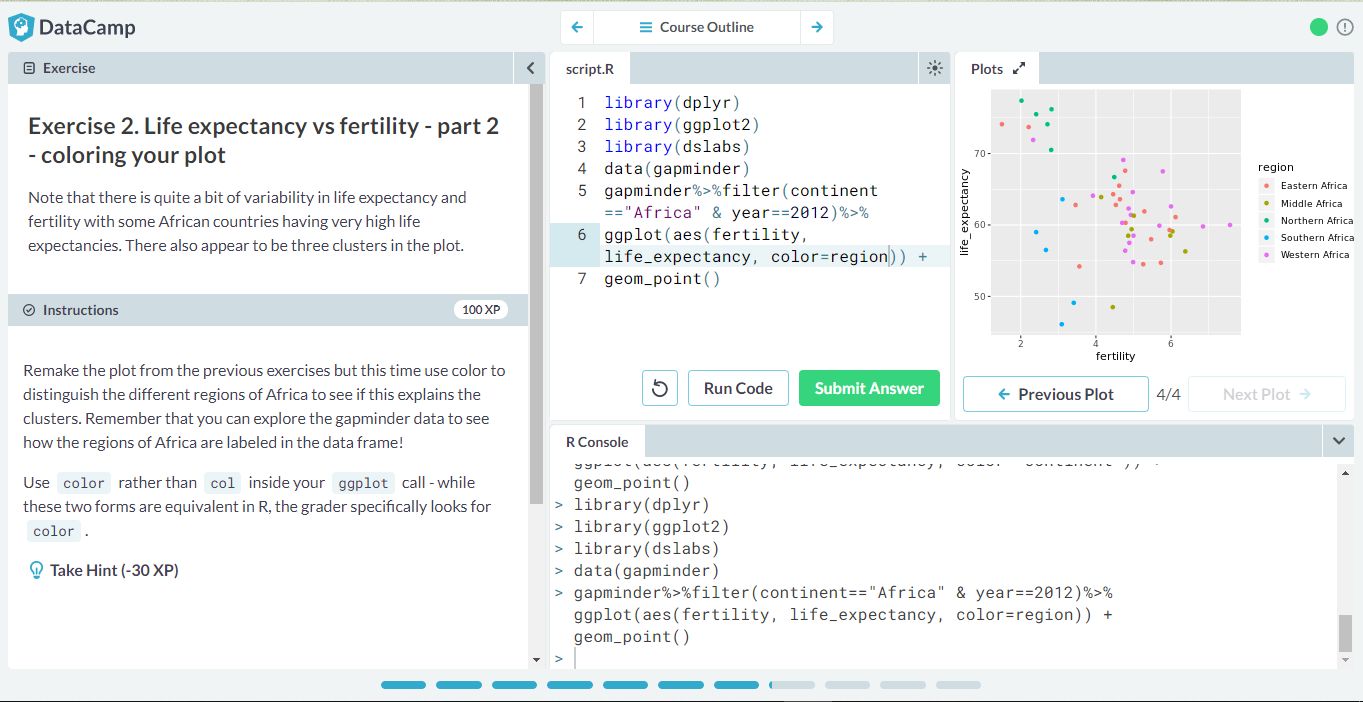 DataCamp
Course Outline
Exercise
Exercise 2. Life expectancy vs fertility - part 2
- coloring your plot
Note that there is quite a bit of variability in life expectancy and
fertility with some African countries having very high life
expectancies. There also appear to be three clusters in the plot.
Instructions
100 XP
Remake the plot from the previous exercises but this time use color to
distinguish the different regions of Africa to see if this explains the
clusters. Remember that you can explore the gapminder data to see
how the regions of Africa are labeled in the data frame!
Use color rather than col inside your ggplot call - while
these two forms are equivalent in R, the grader specifically looks for
color .
Take Hint (-30 XP)
script.R
1 library(dplyr)
2 library(ggplot2)
3 library(dslabs)
4 data(gapminder)
5 gapminder%>%filter(continent
=="Africa" & year==2012)%>%
6 ggplot(aes(fertility,
life_expectancy, color=region)) +
7 geom_point()
Run Code
Submit Answer
Plots
70
60
50
life_expectancy
2 4 6
fertility
region
Eastern Africa
Middle Africa
Northern Africa
Southern Africa
Western Africa
Previous Plot
4/4
Next Plot
R Console
geom_point()
> library(dplyr)
> library(ggplot2)
> library(dslabs)
> data(gapminder)
> gapminder%>%filter(continent=="Africa" & year==2012)%>%
ggplot(aes(fertility, life_expectancy, color=region)) +
geom_point()
>